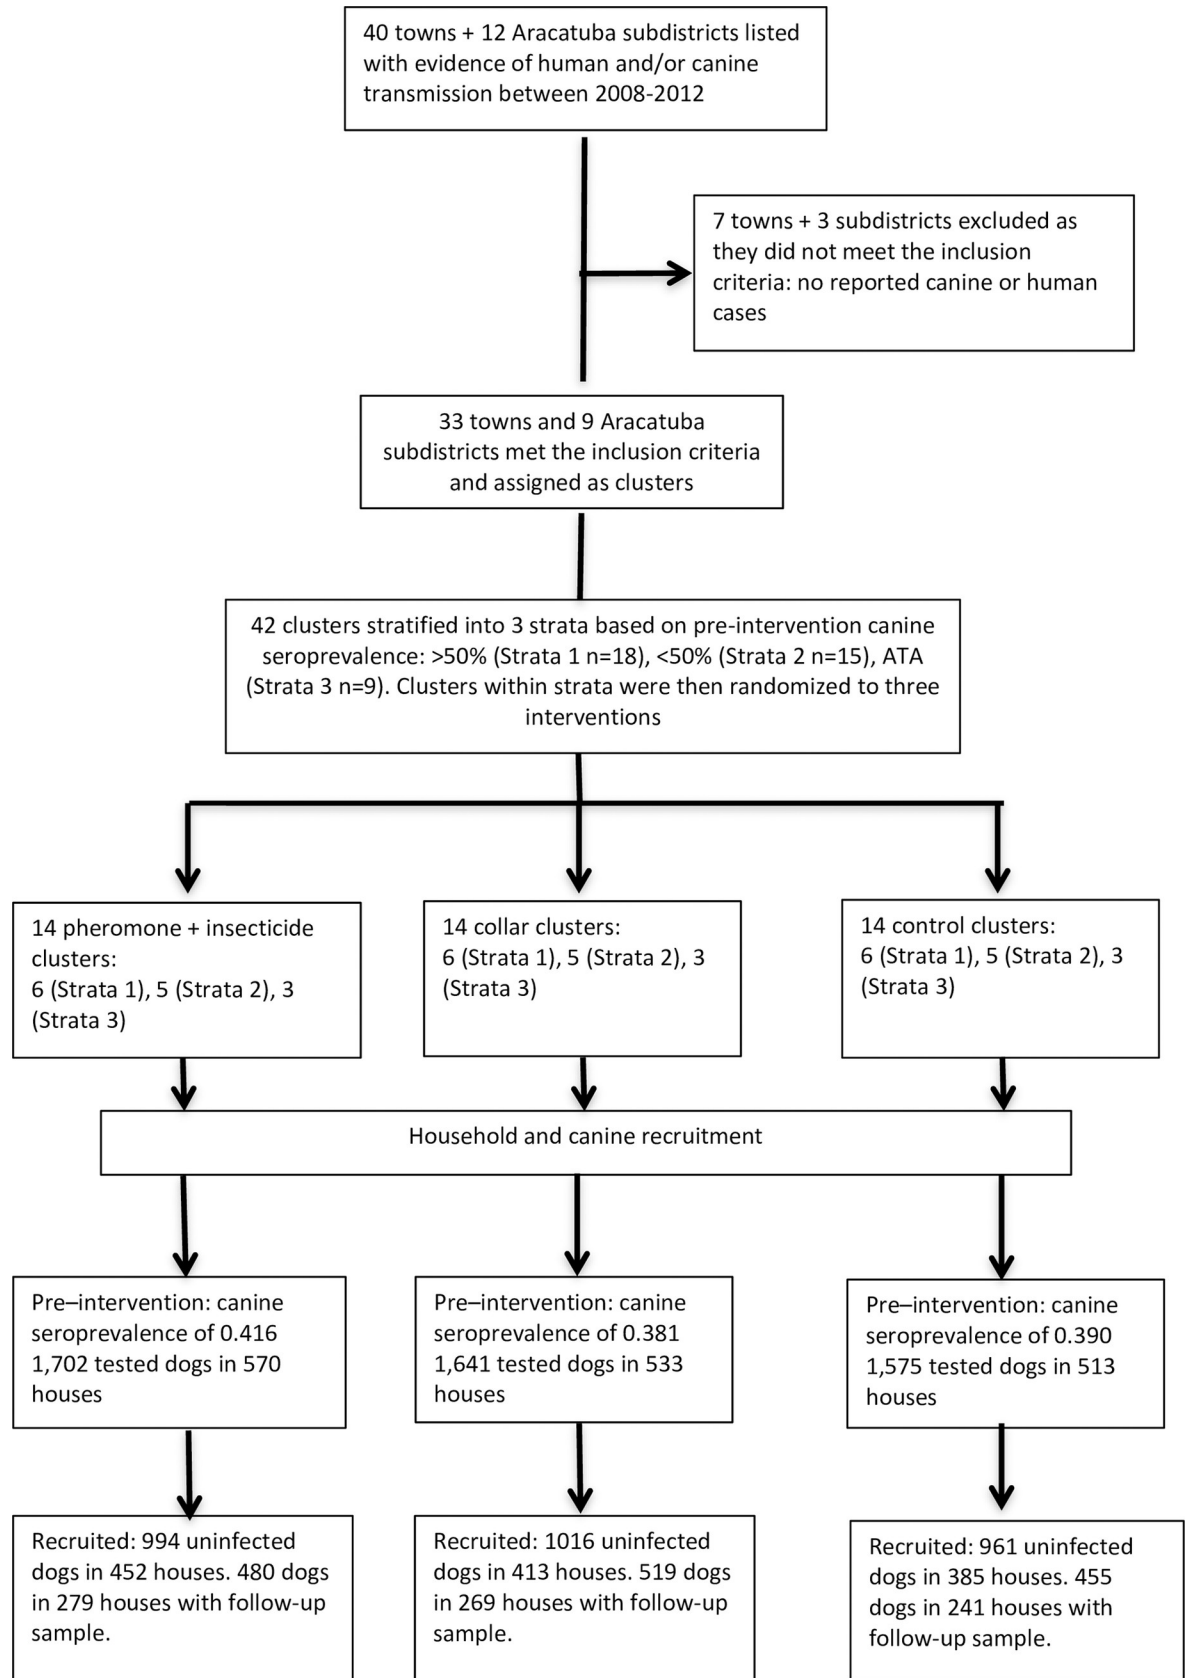 40 towns + 12 Aracatuba subdistricts listed
with evidence of human and/or canine
transmission between 2008-2012
7 towns + 3 subdistricts excluded as
they did not meet the inclusion
criteria: no reported canine or human
cases
33 towns and 9 Aracatuba
subdistricts met the inclusion criteria
and assigned as clusters
42 clusters stratified into 3 strata based on pre-intervention canine
seroprevalence: >50% (Strata 1 n=18), <50% (Strata 2 n=15), ATA
(Strata 3 n=9). Clusters within strata were then randomized to three
interventions
14 pheromone + insecticide
clusters:
6 (Strata 1), 5 (Strata 2), 3
(Strata 3)
14 collar clusters:
6 (Strata 1), 5 (Strata 2), 3
(Strata 3)
14 control clusters:
6 (Strata 1), 5 (Strata 2), 3
(Strata 3)
Household and canine recruitment
Pre–intervention: canine
seroprevalence of 0.416
1,702 tested dogs in 570
houses
Pre–intervention: canine
seroprevalence of 0.381
1,641 tested dogs in 533
houses
Pre–intervention: canine
seroprevalence of 0.390
1,575 tested dogs in 513
houses
Recruited: 994 uninfected
dogs in 452 houses. 480 dogs
in 279 houses with follow-up
sample.
Recruited: 1016 uninfected
dogs in 413 houses. 519 dogs
in 269 houses with follow-up
sample.
Recruited: 961 uninfected
dogs in 385 houses. 455
dogs in 241 houses with
follow-up sample.